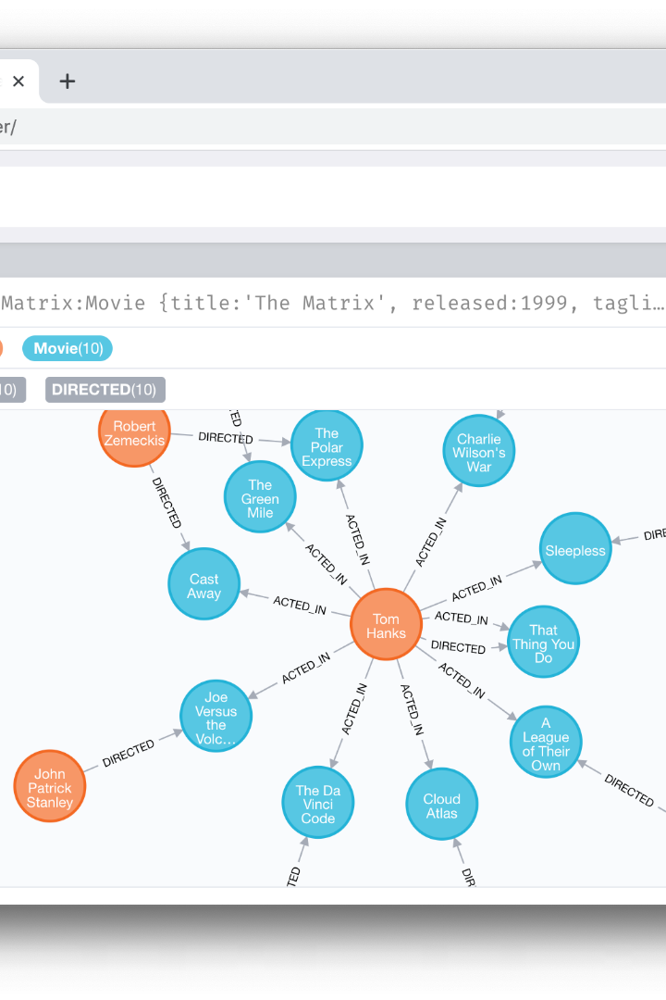 er/
Matrix:Movie {title:'The Matrix', released:1999, tagli…
Movie(10)
10)
DIRECTED(10)
Robert
Zemeckis
DIRECTED
TED
The
Polar
Express
Charlie
Wilson's
War
The
Green
Mile
DIRECTED
ACTED_IN
ACTED_IN
ACTED_IN
Sleepless
DIRE
Cast
Away
ACTED_IN
Tom
Hanks
ACTED_IN
ACTED_IN
DIRECTED
That
Thing You
Do
ACTED_IN
ACTED_IN
Joe
Versus
the
Volc...
ACTED_IN
ACTED_IN
A
League
of Their
Own
DIRECTED
John
Patrick
Stanley
DIRECTED
The Da
Vinci
Code
Cloud
Atlas
TED
DIR